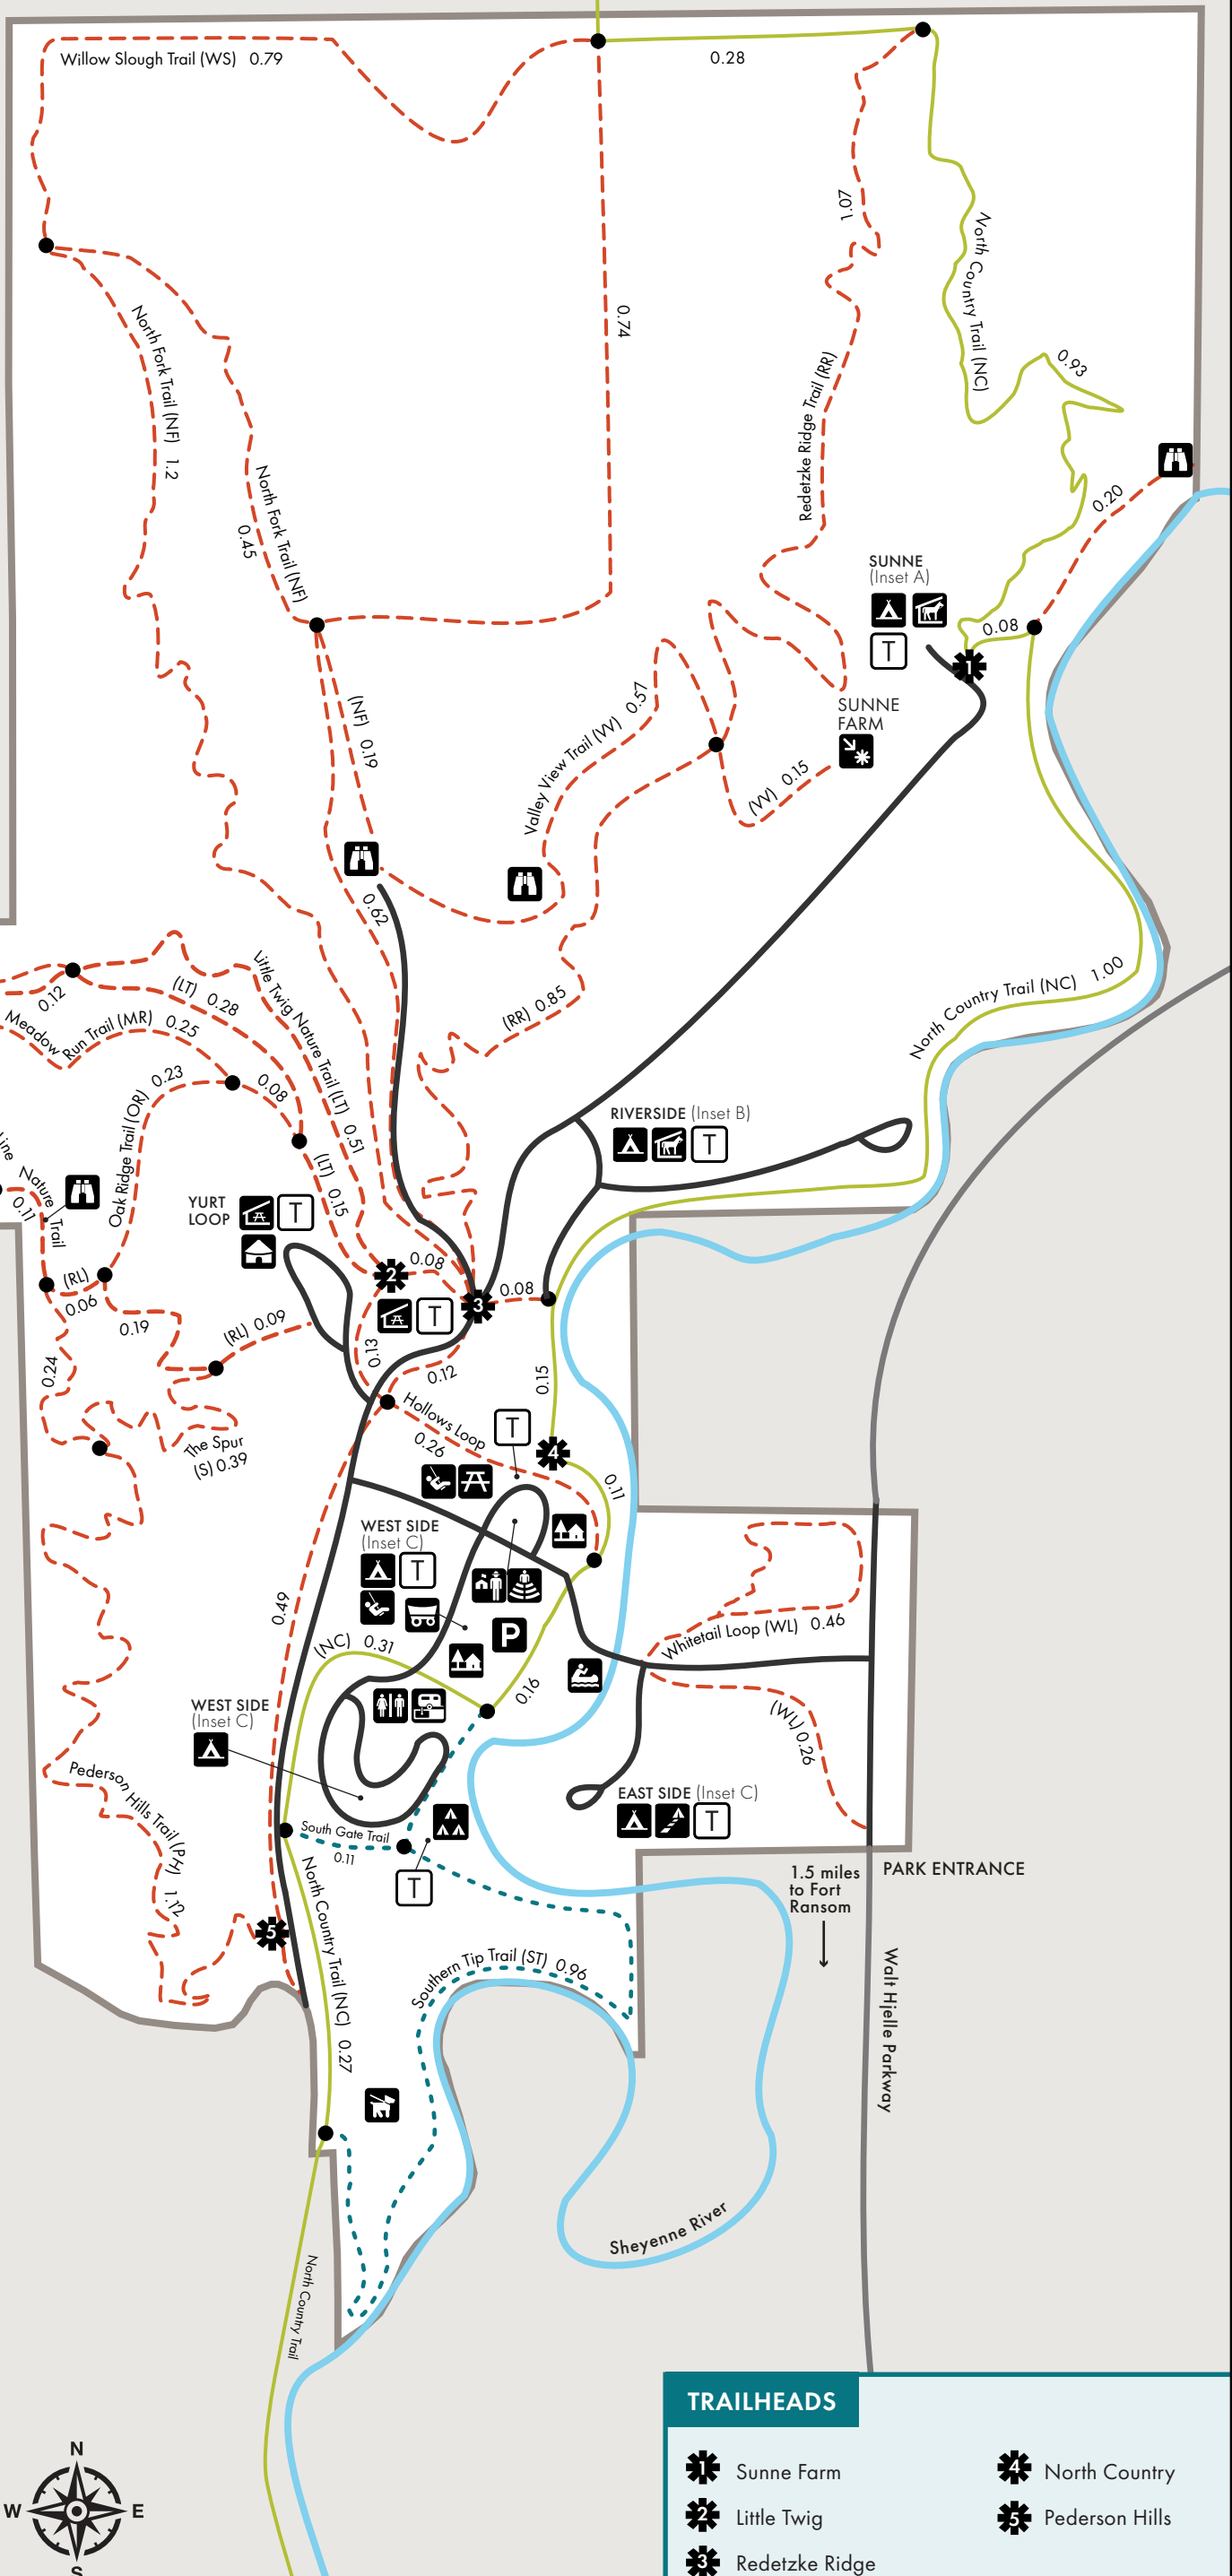 Willow Slough Trail (WS) 0.79
0.28
1.07
North Country Trail (NC)
0.74
North Fork Trail (NF) 1.2
0.93
Redetzke Ridge Trail (RR)
North Fork Trail (NF)
0.45
0.20
SUNNE
(Inset A)
T
0.08
1
(NF) 0.19
Valley View Trail (VV) 0.57
SUNNE
FARM
(VV) 0.15
0.62
0.12
(LT) 0.28
Little Twig Nature Trail (LT) 0.51
(RR) 0.85
North Country Trail (NC) 1.00
Meadow Run Trail (MR) 0.25
0.23
0.08
Oak Ridge Trail (OR)
RIVERSIDE (Inset B)
T
line
Nature Trail
0.11
(LT) 0.15
YURT
LOOP
T
2
0.08
3
0.08
T
(RL)
0.06
0.19
(RL) 0.09
0.13
0.12
0.24
0.15
Hollows Loop
0.26
T
4
The Spur
(S) 0.39
0.11
WEST SIDE
(Inset C)
T
0.49
P
(NC) 0.31
Whitetail Loop (WL) 0.46
0.16
WEST SIDE
(Inset C)
(WL) 0.26
EAST SIDE (Inset C)
T
Pederson Hills Trail (PH) 1.12
South Gate Trail
0.11
T
1.5 miles
to Fort
Ransom
PARK ENTRANCE
5
North Country Trail (NC) 0.27
Southern Tip Trail (ST) 0.96
Walt Hjelle Parkway
Sheyenne River
North Country Trail
TRAILHEADS
1 Sunne Farm
2 Little Twig
3 Redetzke Ridge
4 North Country
5 Pederson Hills
N
W E
S